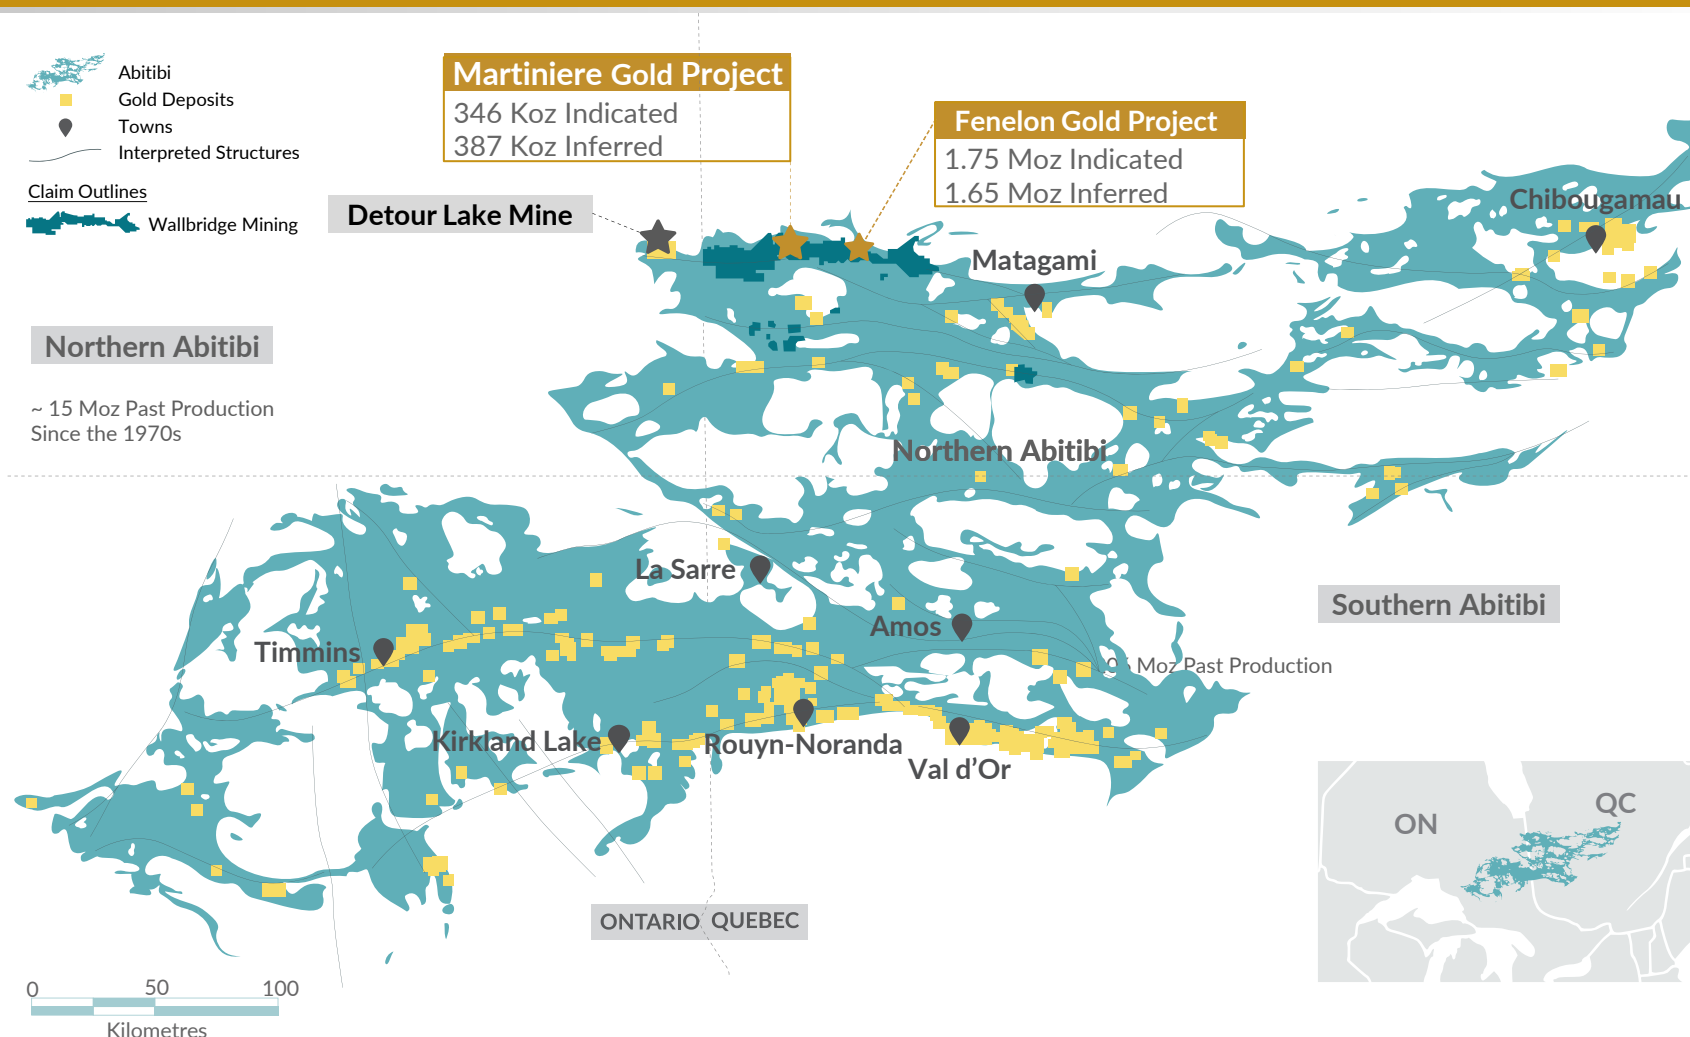 Abitibi
Gold Deposits
Towns
Interpreted Structures
Claim Outlines
Wallbridge Mining
Martiniere Gold Project
346 Koz Indicated
387 Koz Inferred
Fenelon Gold Project
1.75 Moz Indicated
1.65 Moz Inferred
Detour Lake Mine
Chibougamau
Matagami
Northern Abitibi
~ 15 Moz Past Production
Since the 1970s
Northern Abitibi
La Sarre
Southern Abitibi
Amos
Timmins
Moz Past Production
Kirkland Lake
Rouyn-Noranda
Val d’Or
QC
ON
ONTARIO QUEBEC
0 50 100
Kilometres